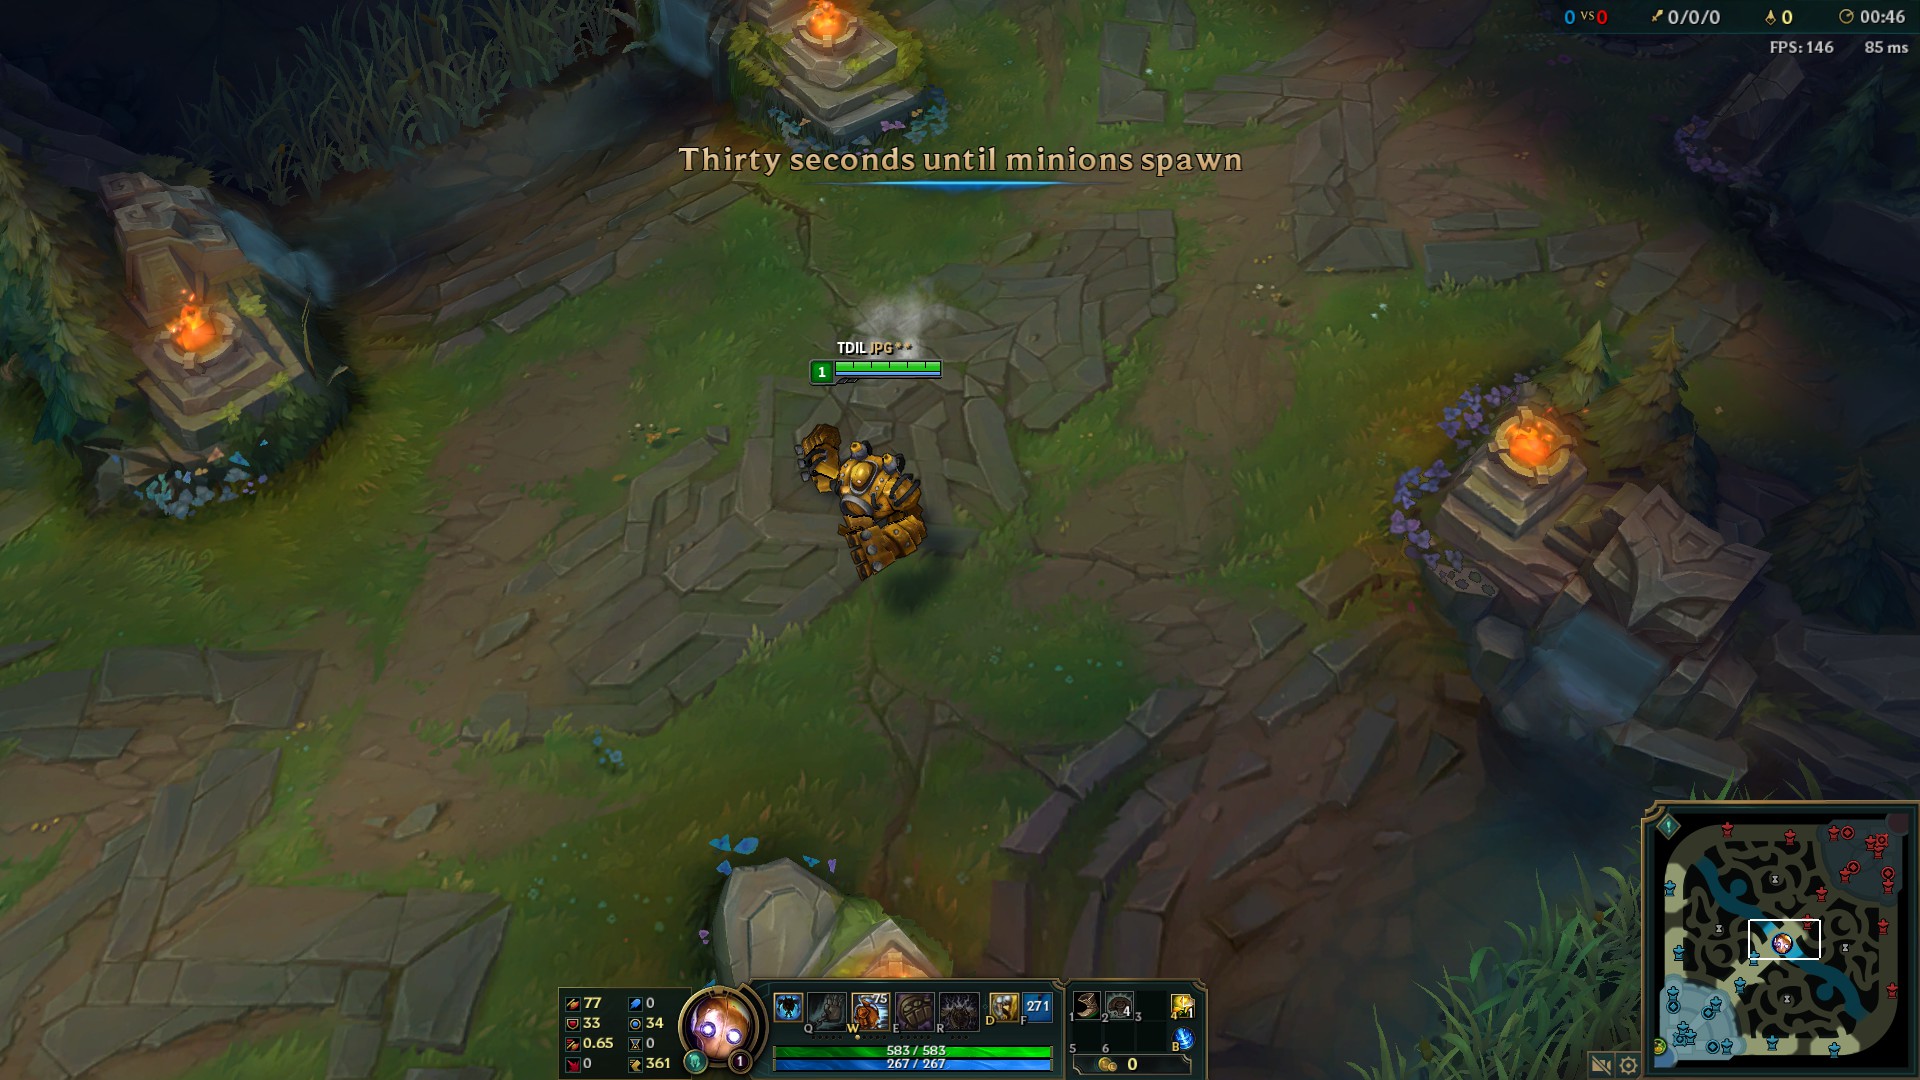 0 VS 0 0/0/0 0 00:46
FPS: 146 85 ms
Thirty seconds until minions spawn
TDIL JPG **
1
77 0
33 34
0.65 0
0 361
1
75
Q W E R D F
271
583 / 583
267 / 267
1 2 4 3 4 1
5 6 B
0